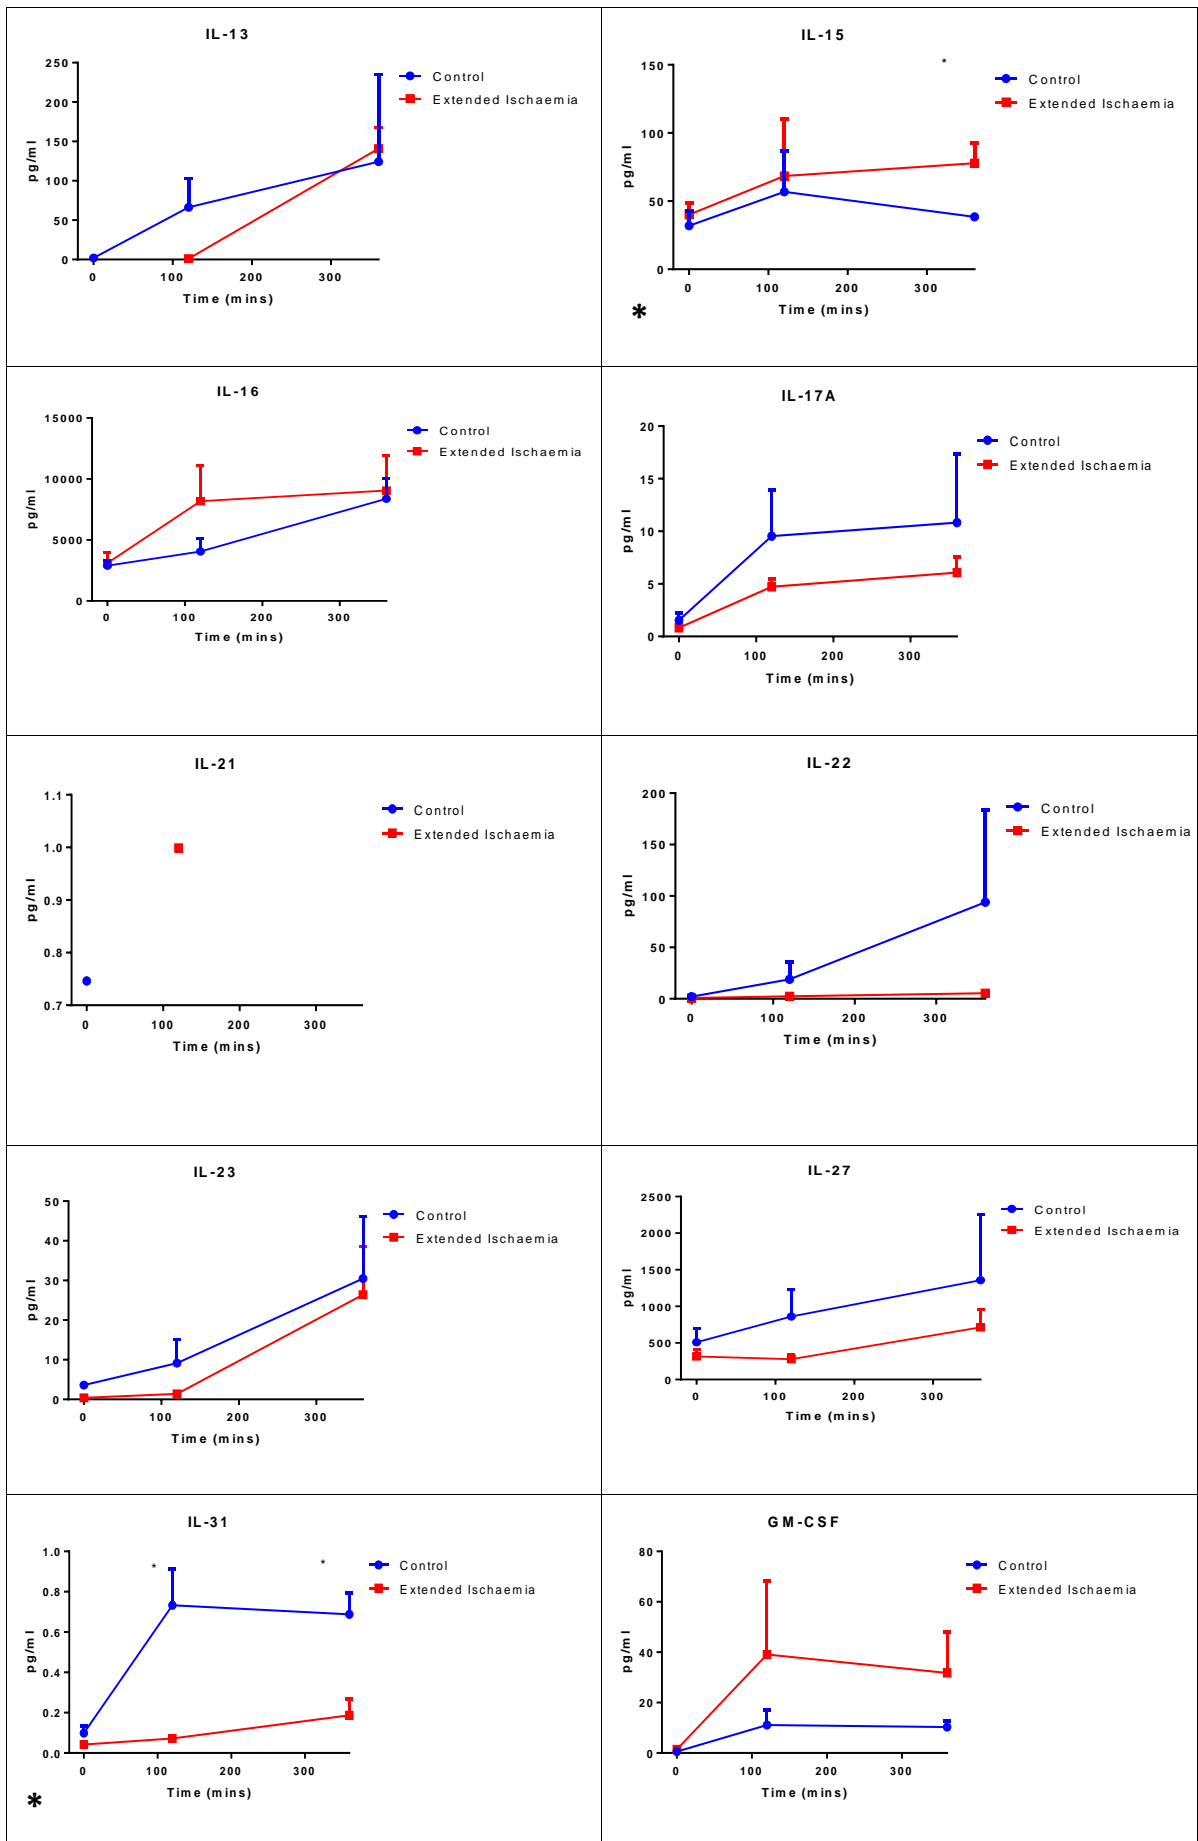 IL-13
250
200
150
100
50
0
pg/ml
0 100 200 300
Time (mins)
Control
Extended Ischaemia
IL-15
*
150
100
50
0
pg/ml
0 100 200 300
Time (mins)
Control
Extended Ischaemia
*
IL-16
15000
10000
5000
0
pg/ml
0 100 200 300
Time (mins)
Control
Extended Ischaemia
IL-17A
20
15
10
5
0
pg/ml
0 100 200 300
Time (mins)
Control
Extended Ischaemia
IL-21
1.1
1.0
0.9
0.8
0.7
pg/ml
0 100 200 300
Time (mins)
Control
Extended Ischaemia
IL-22
200
150
100
50
0
pg/ml
0 100 200 300
Time (mins)
Control
Extended Ischaemia
IL-23
50
40
30
20
10
0
pg/ml
0 100 200 300
Time (mins)
Control
Extended Ischaemia
IL-27
2500
2000
1500
1000
500
0
pg/ml
0 100 200 300
Time (mins)
Control
Extended Ischaemia
IL-31
* *
1.0
0.8
0.6
0.4
0.2
0.0
pg/ml
0 100 200 300
Time (mins)
Control
Extended Ischaemia
*
GM-CSF
80
60
40
20
0
pg/ml
0 100 200 300
Time (mins)
Control
Extended Ischaemia